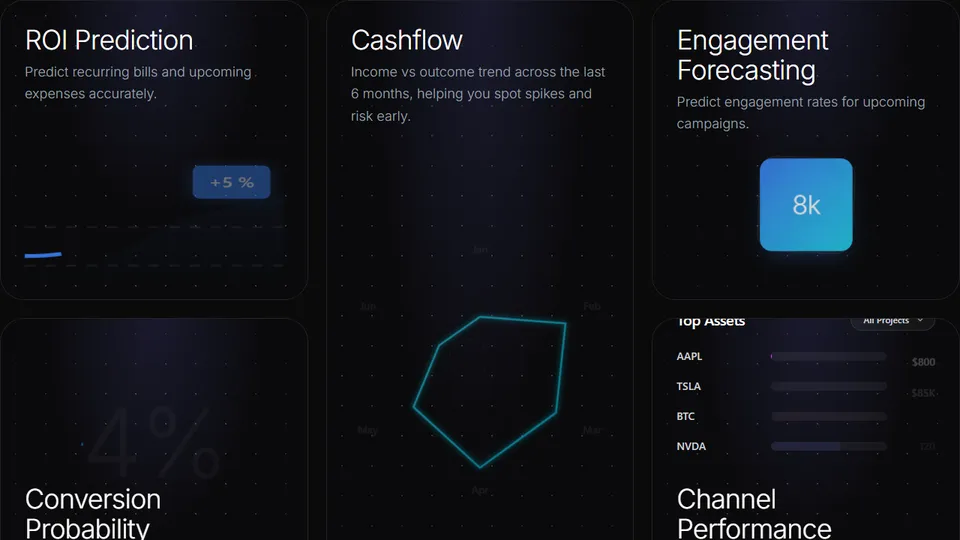 ROI Prediction
Predict recurring bills and upcoming
expenses accurately.
+5 %
Cashflow
Income vs outcome trend across the last
6 months, helping you spot spikes and
risk early.
Jan
Jun
Feb
May
Mar
Apr
Engagement
Forecasting
Predict engagement rates for upcoming
campaigns.
8k
4%
Conversion
Probability
Top Assets
All Projects
AAPL
$800
TSLA
$85K
BTC
NVDA
Channel
Performance